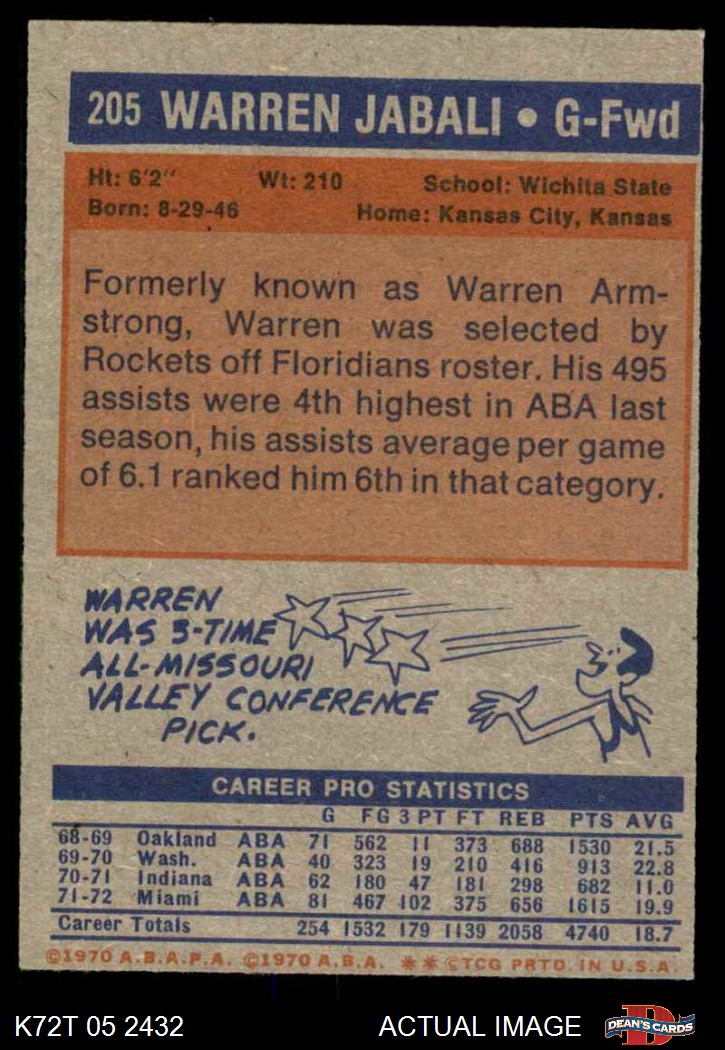 205 WARREN JABALI • G-Fwd
Ht: 6'2" Wt: 210 School: Wichita State
Born: 8-29-46 Home: Kansas City, Kansas
Formerly known as Warren Arm-
strong, Warren was selected by
Rockets off Floridians roster. His 495
assists were 4th highest in ABA last
season, his assists average per game
of 6.1 ranked him 6th in that category.
WARREN
WAS 3-TIME
ALL-MISSOURI
VALLEY CONFERENCE
PICK.
CAREER PRO STATISTICS
G FG 3 PT FT REB PTS AVG
68-69 Oakland ABA 71 562 11 373 688 1530 21.5
69-70 Wash. ABA 40 323 19 210 416 913 22.8
70-71 Indiana ABA 62 180 47 181 298 682 11.0
71-72 Miami ABA 81 467 102 375 656 1615 19.9
Career Totals 254 1532 179 1139 2058 4740 18.7
©1970 A.B.A.P.A. ©1970 A.B.A. ** ©TCG PRTD. IN U.S.A.
K72T 05 2432 ACTUAL IMAGE D DEAN'S CARDS